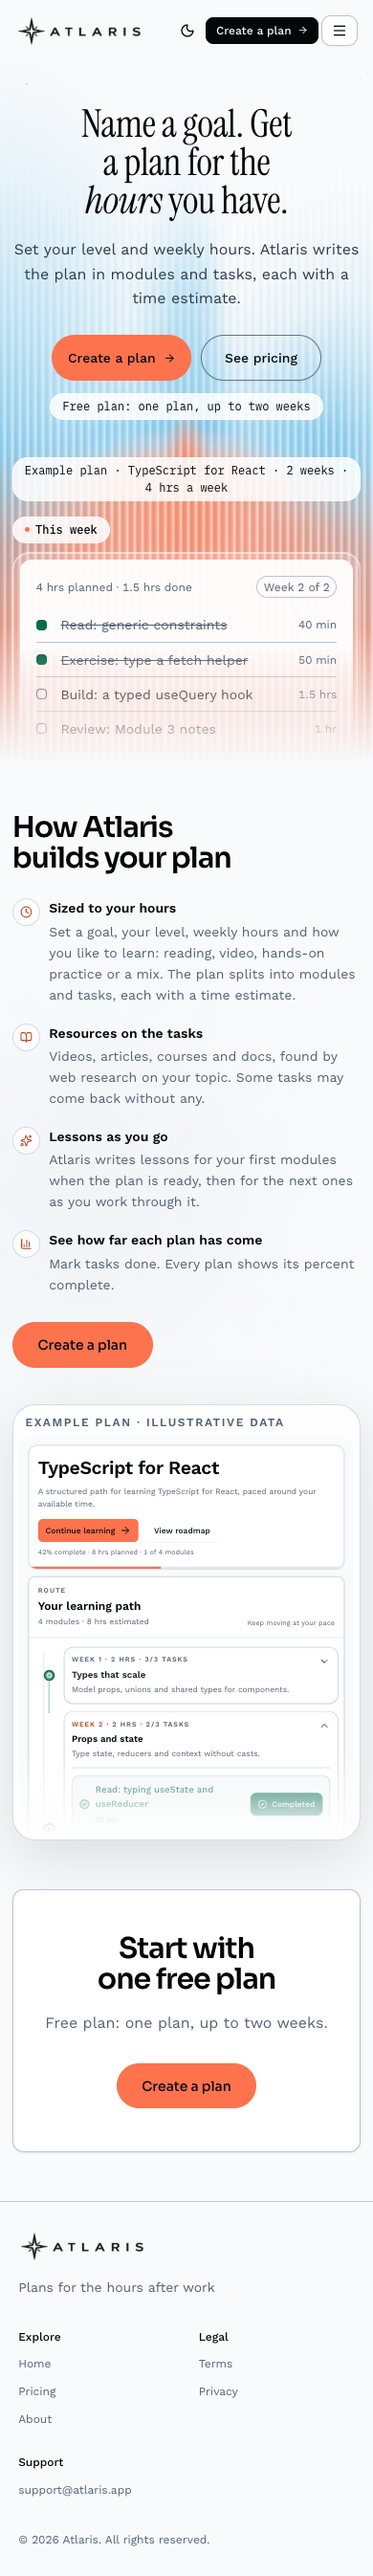 ATLARIS
Create a plan →
Name a goal. Get
a plan for the
hours you have.
Set your level and weekly hours. Atlaris writes
the plan in modules and tasks, each with a
time estimate.
Create a plan →
See pricing
Free plan: one plan, up to two weeks
Example plan · TypeScript for React · 2 weeks ·
4 hrs a week
This week
4 hrs planned · 1.5 hrs done
Week 2 of 2
Read: generic constraints
40 min
Exercise: type a fetch helper
50 min
Build: a typed useQuery hook
1.5 hrs
Review: Module 3 notes
1 hr
How Atlaris
builds your plan
Sized to your hours
Set a goal, your level, weekly hours and how
you like to learn: reading, video, hands-on
practice or a mix. The plan splits into modules
and tasks, each with a time estimate.
Resources on the tasks
Videos, articles, courses and docs, found by
web research on your topic. Some tasks may
come back without any.
Lessons as you go
Atlaris writes lessons for your first modules
when the plan is ready, then for the next ones
as you work through it.
See how far each plan has come
Mark tasks done. Every plan shows its percent
complete.
Create a plan
EXAMPLE PLAN · ILLUSTRATIVE DATA
TypeScript for React
A structured path for learning TypeScript for React, paced around your
available time.
Continue learning →
View roadmap
42% complete · 8 hrs planned · 1 of 4 modules
ROUTE
Your learning path
4 modules · 8 hrs estimated
Keep moving at your pace
WEEK 1 · 2 HRS · 3/3 TASKS
Types that scale
Model props, unions and shared types for components.
WEEK 2 · 2 HRS · 2/3 TASKS
Props and state
Type state, reducers and context without casts.
Read: typing useState and
useReducer
Completed
Start with
one free plan
Free plan: one plan, up to two weeks.
Create a plan
ATLARIS
Plans for the hours after work
Explore
Legal
Home
Terms
Pricing
Privacy
About
Support
support@atlaris.app
© 2026 Atlaris. All rights reserved.